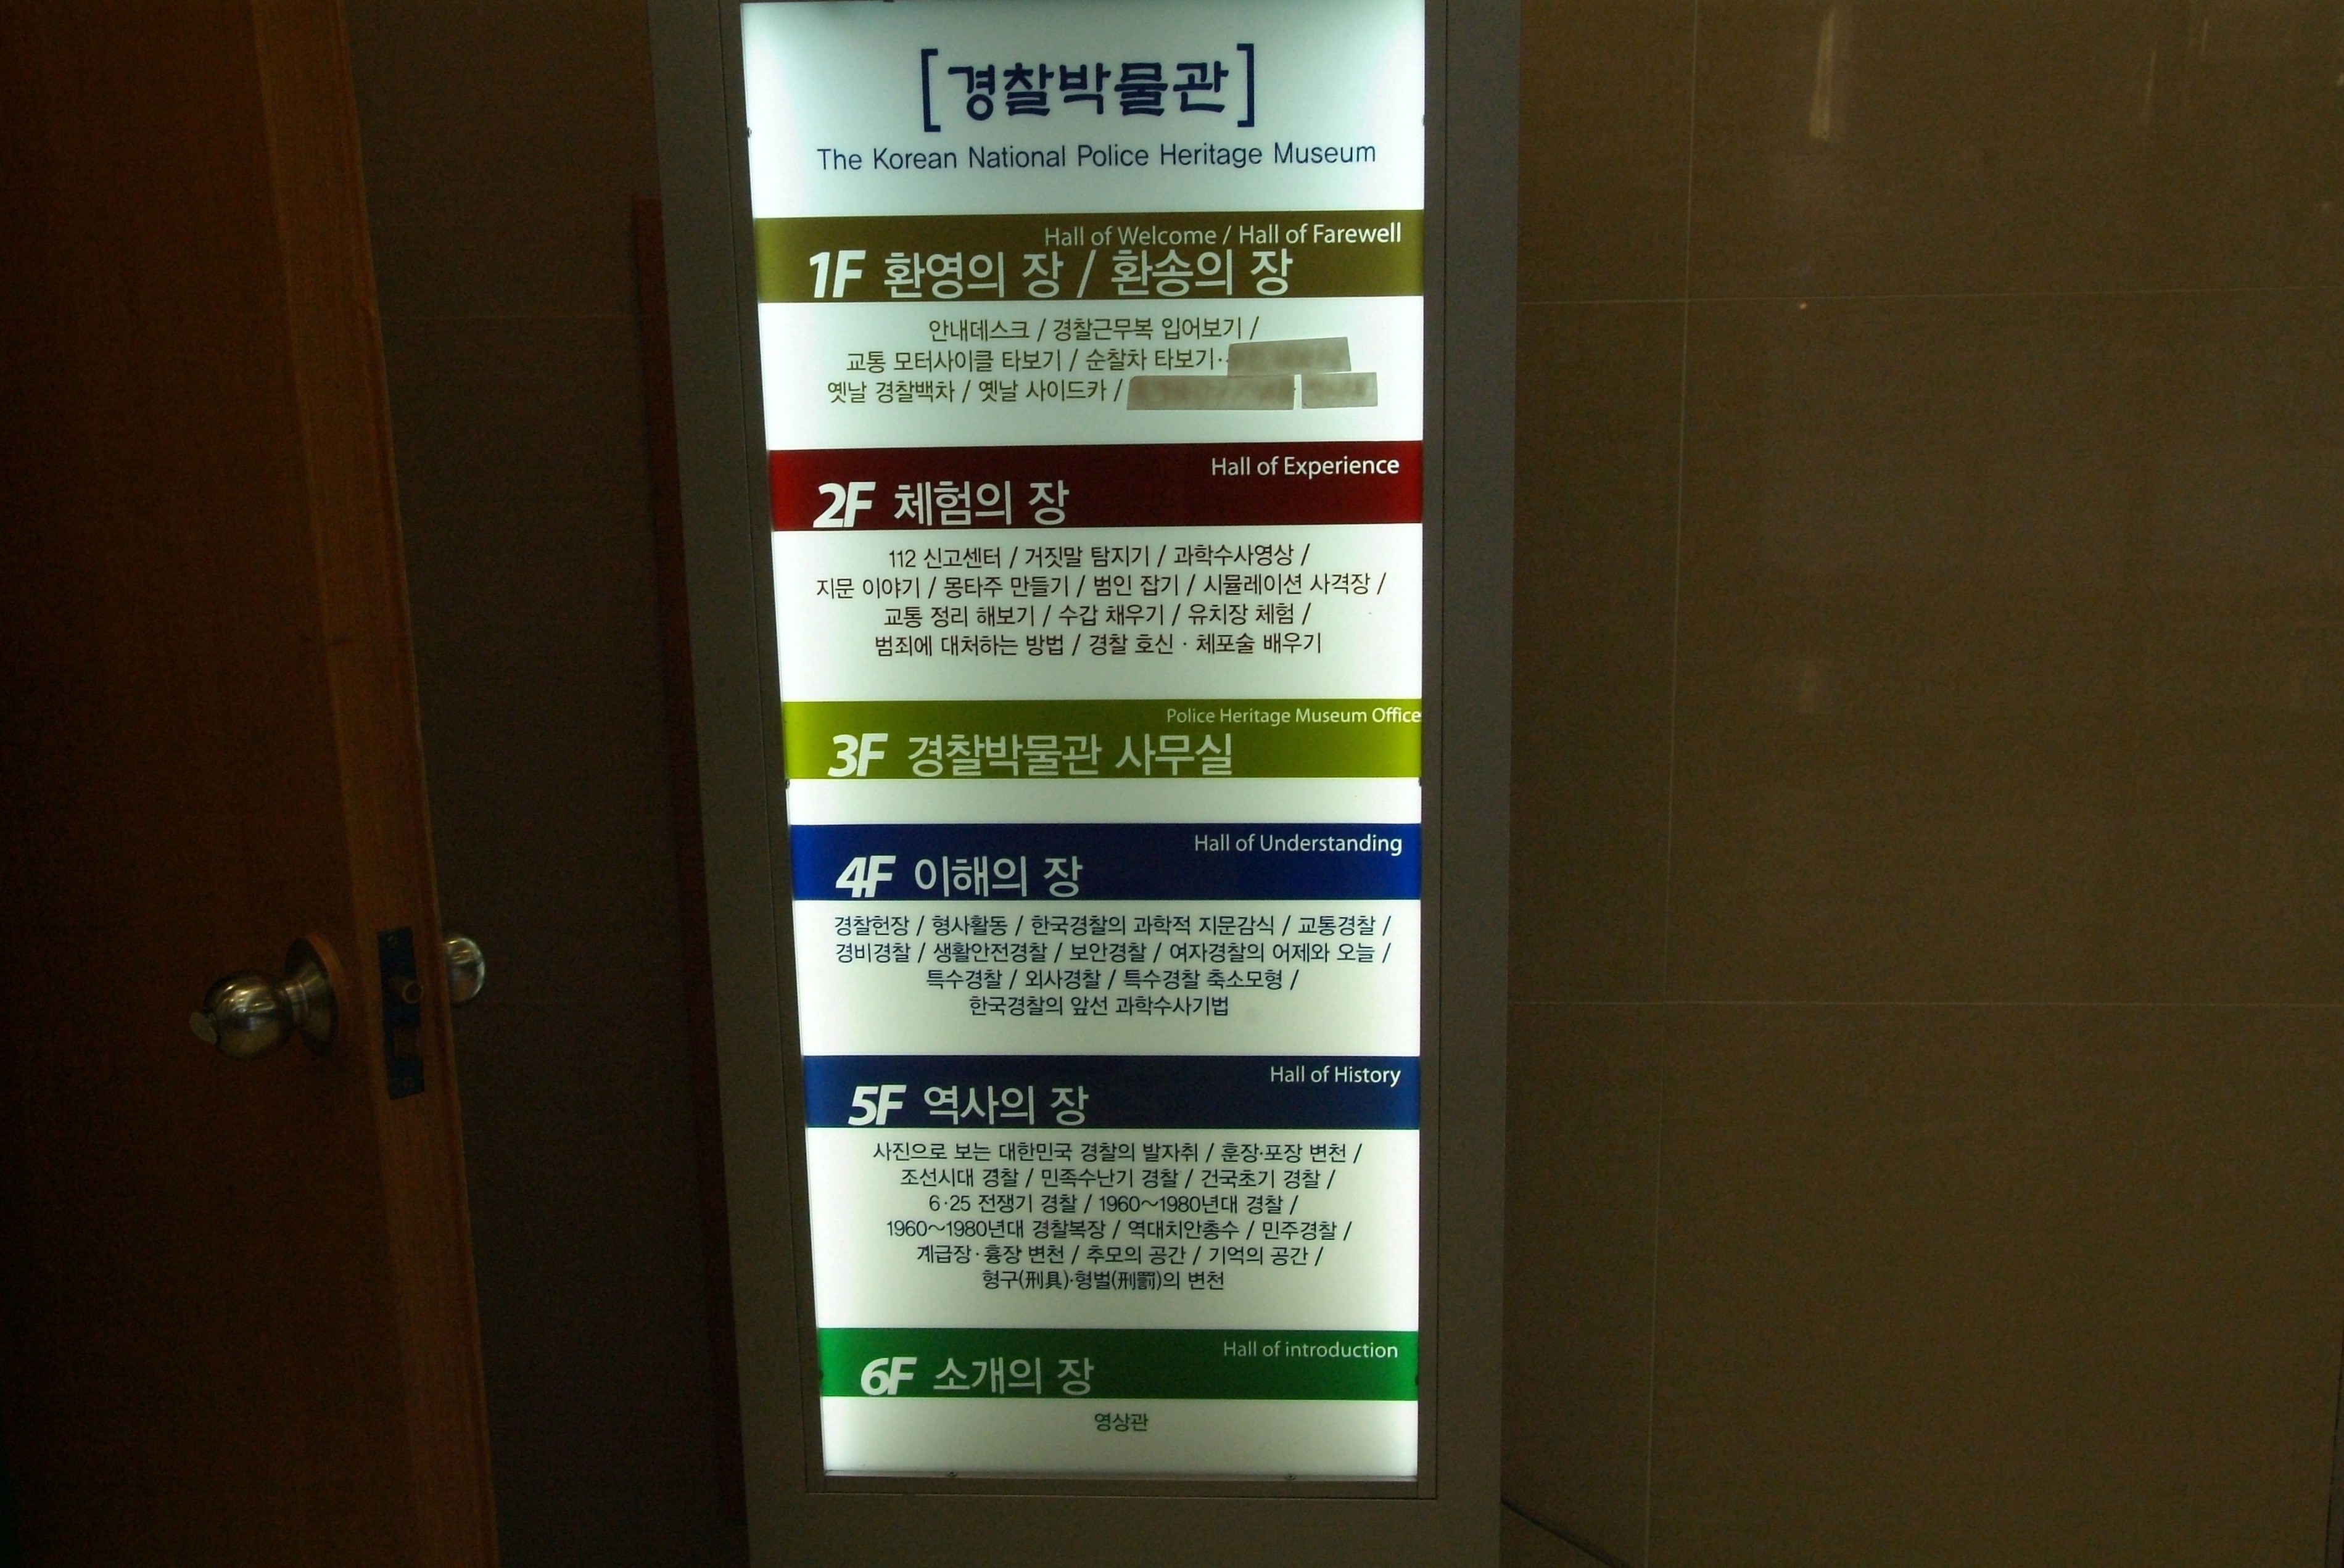 [경찰박물관]
The Korean National Police Heritage Museum
Hall of Welcome / Hall of Farewell
1F 환영의 장 / 환송의 장
안내데스크 / 경찰근무복 입어보기 /
교통 모터사이클 타보기 / 순찰차 타보기·
옛날 경찰백차 / 옛날 사이드카 /
Hall of Experience
2F 체험의 장
112 신고센터 / 거짓말 탐지기 / 과학수사영상 /
지문 이야기 / 몽타주 만들기 / 범인 잡기 / 시뮬레이션 사격장 /
교통 정리 해보기 / 수갑 채우기 / 유치장 체험 /
범죄에 대처하는 방법 / 경찰 호신 · 체포술 배우기
Police Heritage Museum Office
3F 경찰박물관 사무실
Hall of Understanding
4F 이해의 장
경찰헌장 / 형사활동 / 한국경찰의 과학적 지문감식 / 교통경찰 /
경비경찰 / 생활안전경찰 / 보안경찰 / 여자경찰의 어제와 오늘 /
특수경찰 / 외사경찰 / 특수경찰 축소모형 /
한국경찰의 앞선 과학수사기법
Hall of History
5F 역사의 장
사진으로 보는 대한민국 경찰의 발자취 / 훈장·포장 변천 /
조선시대 경찰 / 민족수난기 경찰 / 건국초기 경찰 /
6·25 전쟁기 경찰 / 1960~1980년대 경찰 /
1960~1980년대 경찰복장 / 역대치안총수 / 민주경찰 /
계급장·흉장 변천 / 추모의 공간 / 기억의 공간 /
형구(刑具)·형벌(刑罰)의 변천
Hall of introduction
6F 소개의 장
영상관